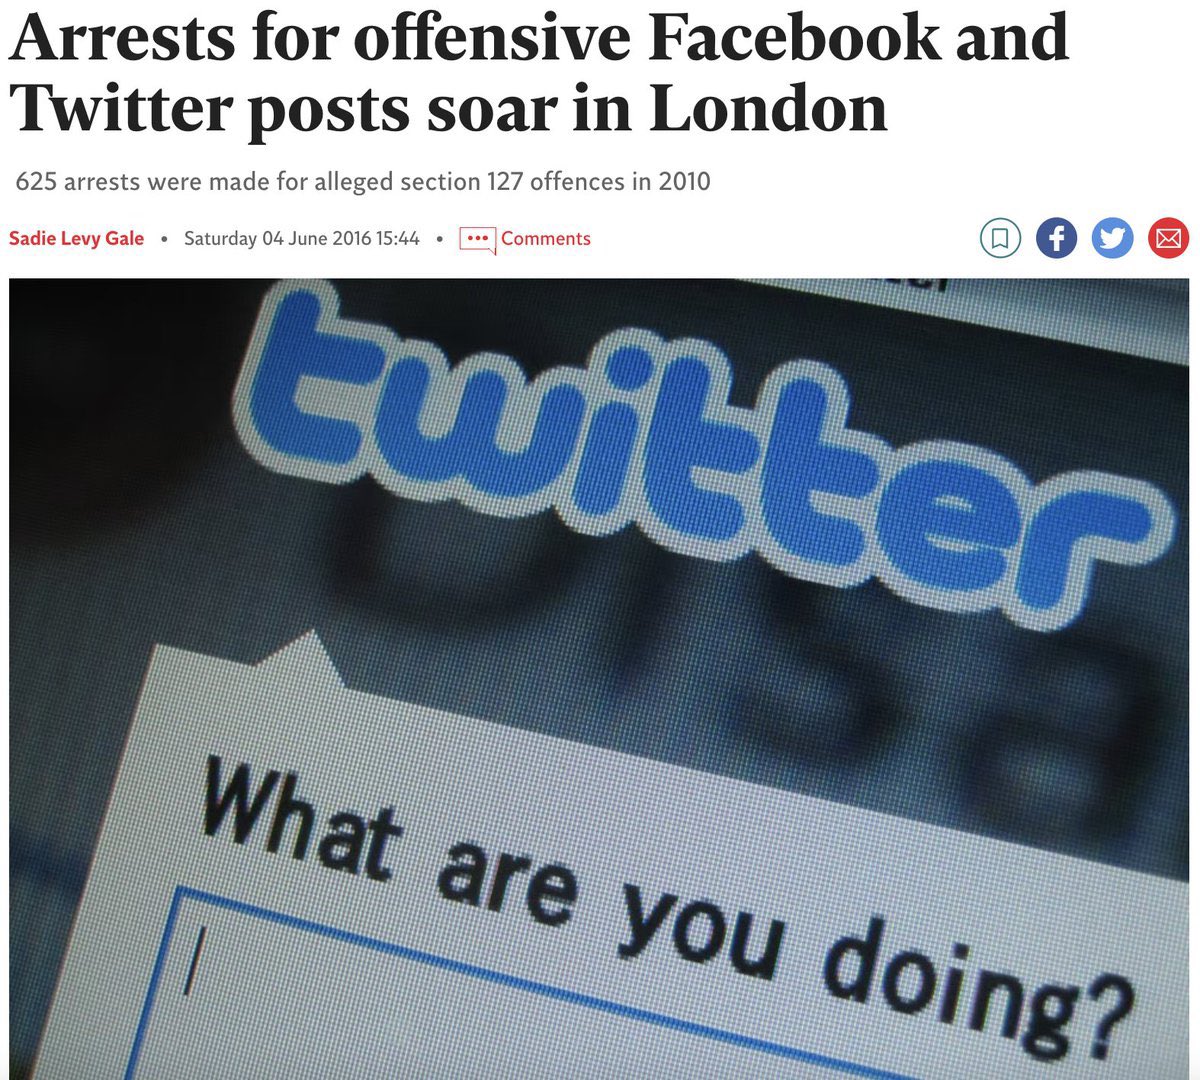 Arrests for offensive Facebook and
Twitter posts soar in London
625 arrests were made for alleged section 127 offences in 2010
Sadie Levy Gale • Saturday 04 June 2016 15:44 • Comments
twitter
What are you doing?